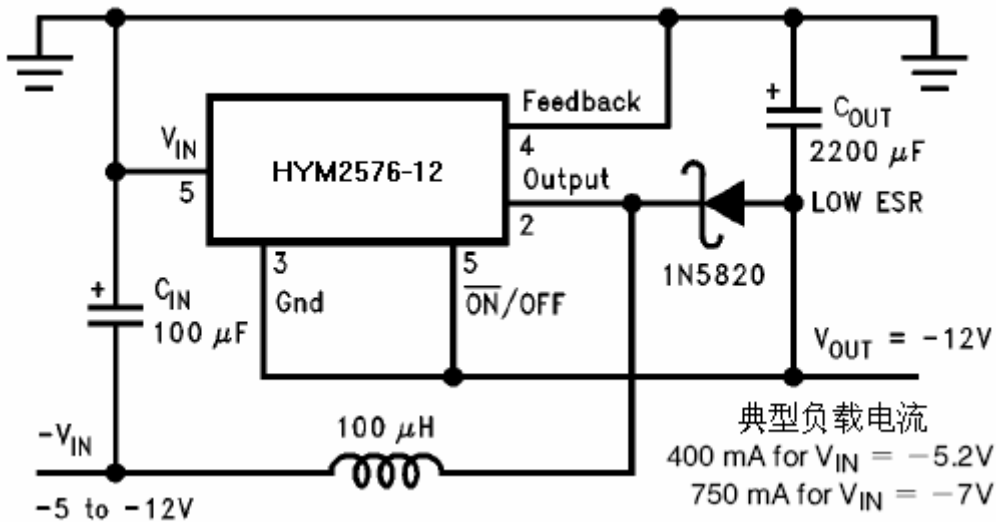 Feedback
4
V_IN
5
HYM2576-12
Output
2
+
C_OUT
2200 μF
LOW ESR
1N5820
3
Gnd
5
O̅N̅/OFF
+
C_IN
100 μF
V_OUT = -12V
典型负载电流
400 mA for V_IN = -5.2V
750 mA for V_IN = -7V
100 μH
-V_IN
-5 to -12V